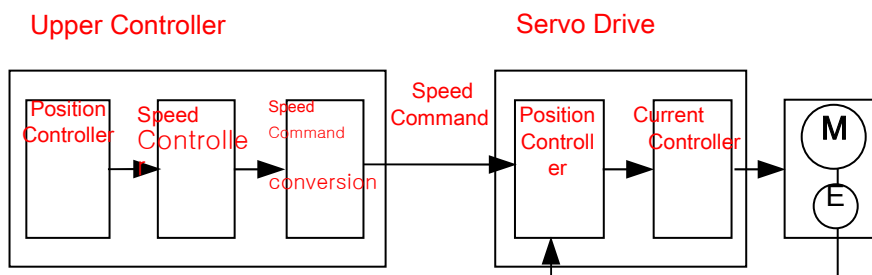 Upper Controller
Servo Drive
Position
Controller
Speed
Controlle
r
Speed
Command
conversion
Speed
Command
Position
Controll
er
Current
Controller
M
E